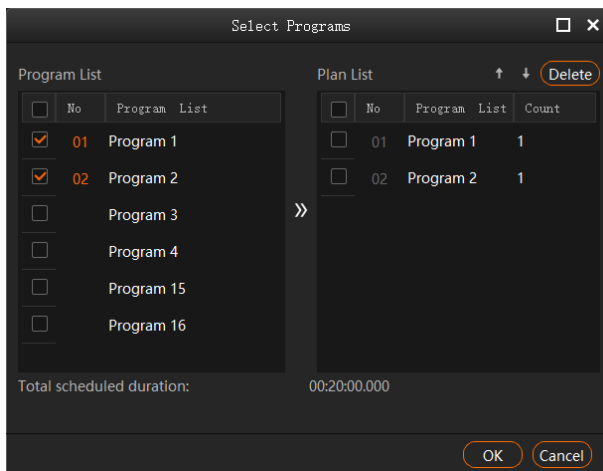 Select Programs
Program List
Plan List
Delete
No Program List
No Program List Count
01 Program 1
02 Program 2
Program 3
Program 4
Program 15
Program 16
01 Program 1 1
02 Program 2 1
Total scheduled duration: 00:20:00.000
OK Cancel